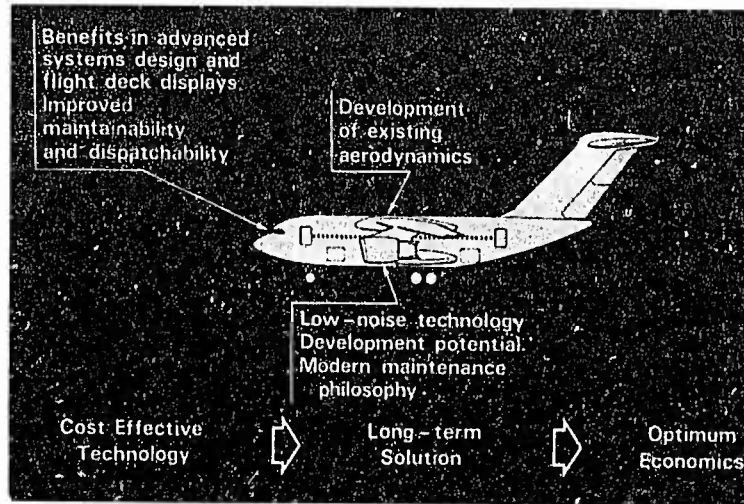 Benefits in advanced
systems design and
flight deck displays
Improved
maintainability
and dispatchability
Development
of existing
aerodynamics
Low-noise technology
Development potential
Modern maintenance
philosophy
Cost Effective
Technology
Long-term
Solution
Optimum
Economics